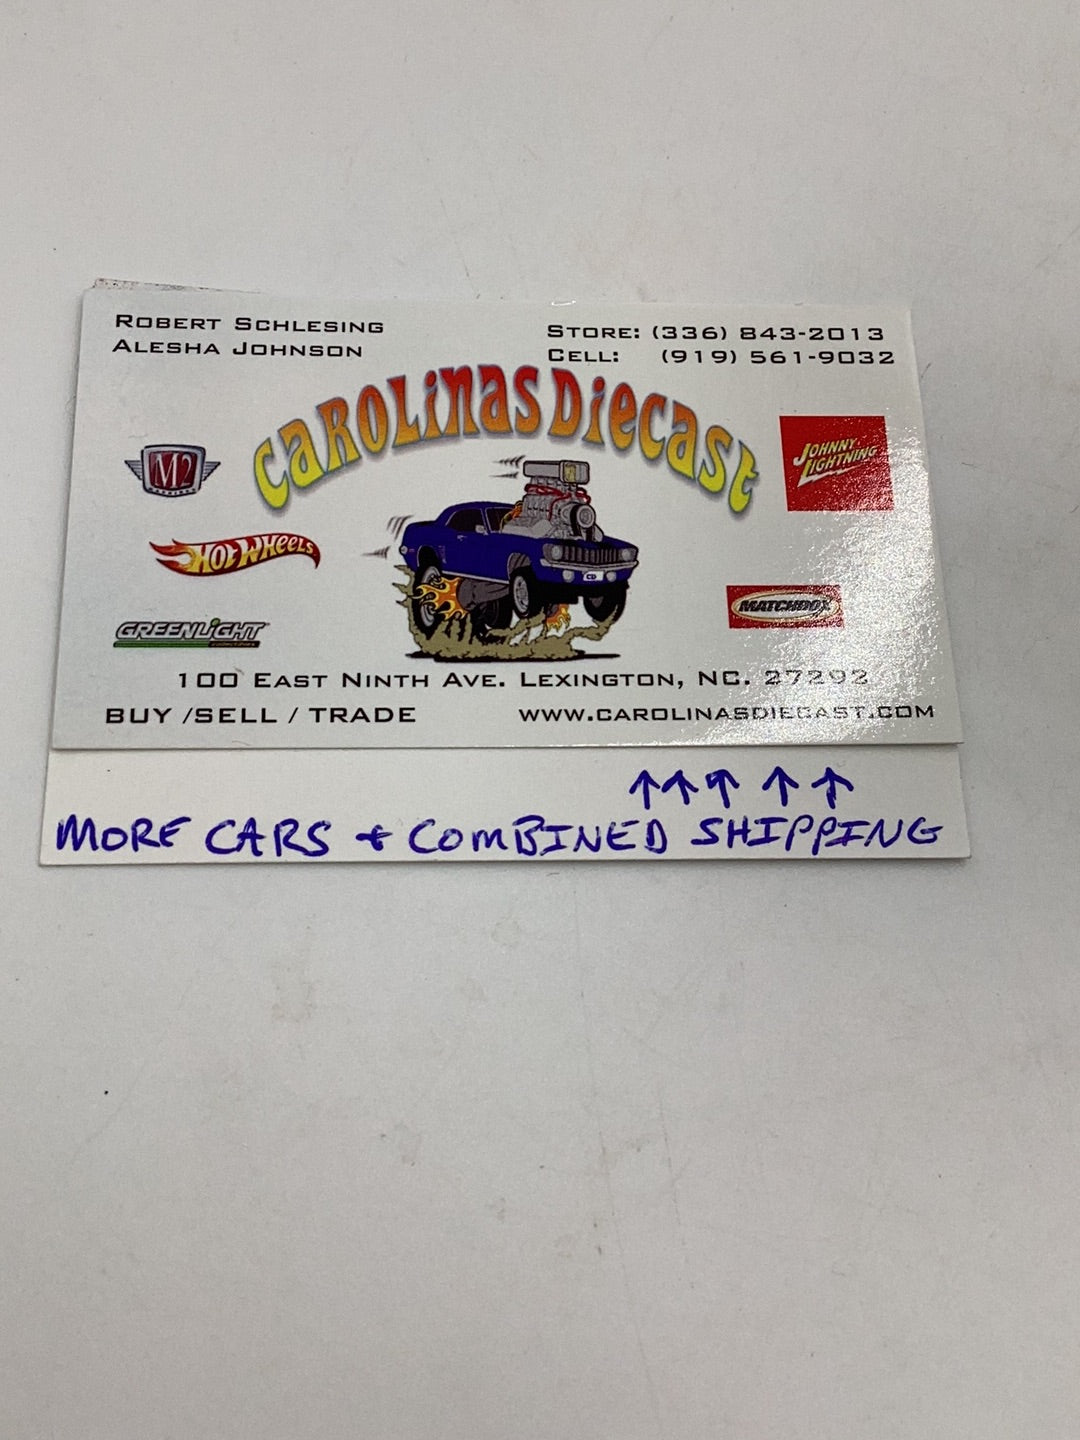 ROBERT SCHLESING
ALESHA JOHNSON
STORE: (336) 843-2013
CELL: (919) 561-9032
CAROLINAS DIECAST
M2
JOHNNY LIGHTNING
HOT WHEELS
CD
MATCHBOX
GREENLIGHT
100 EAST NINTH AVE. LEXINGTON, NC. 27292
BUY /SELL / TRADE
WWW.CAROLINASDIECAST.COM
↑ ↑ ↑ ↑ ↑
MORE CARS + COMBINED SHIPPING